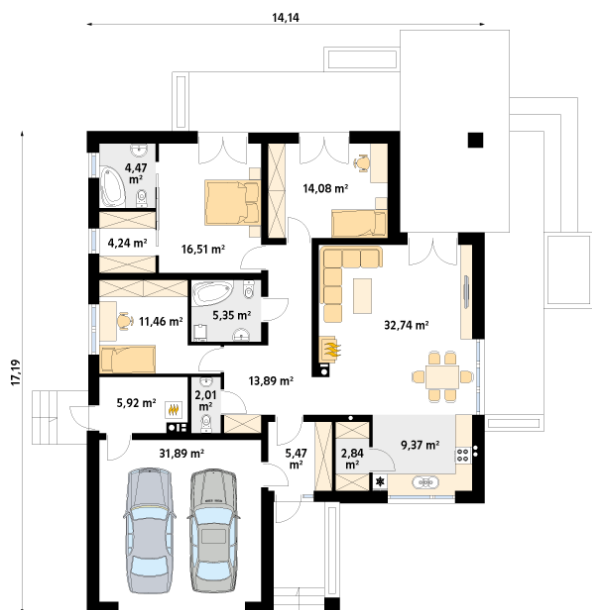 14,14
4,47
m²
14,08 m²
4,24 m²
16,51 m²
5,35 m²
11,46 m²
32,74 m²
17,19
13,89 m²
5,92 m²
2,01
m²
9,37 m²
31,89 m²
5,47
m²
2,84
m²